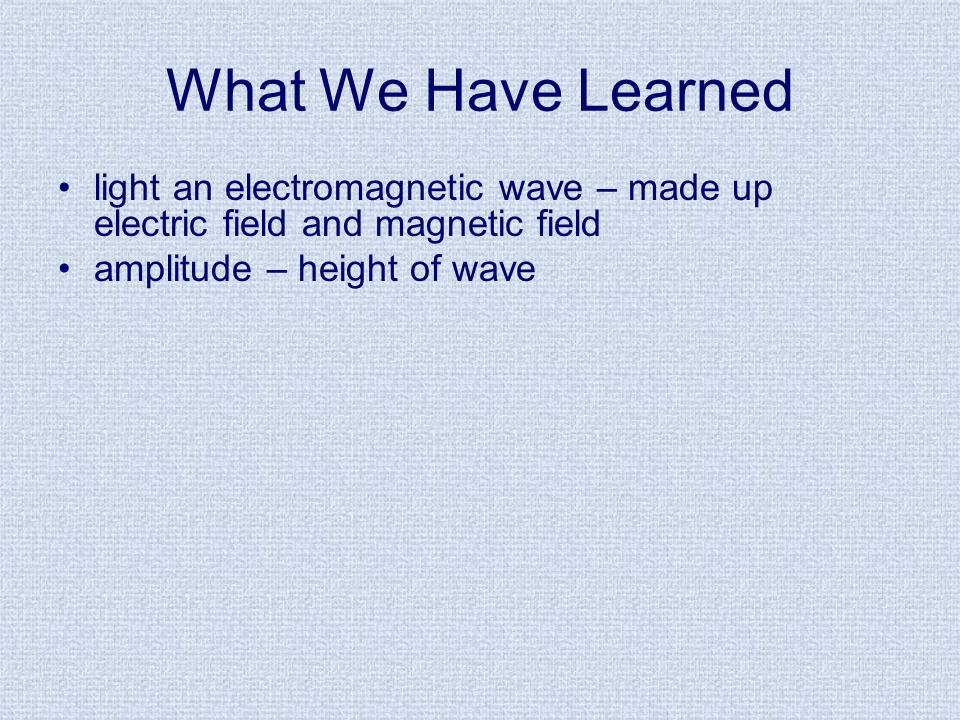 What We Have Learned
• light an electromagnetic wave – made up
electric field and magnetic field
• amplitude – height of wave